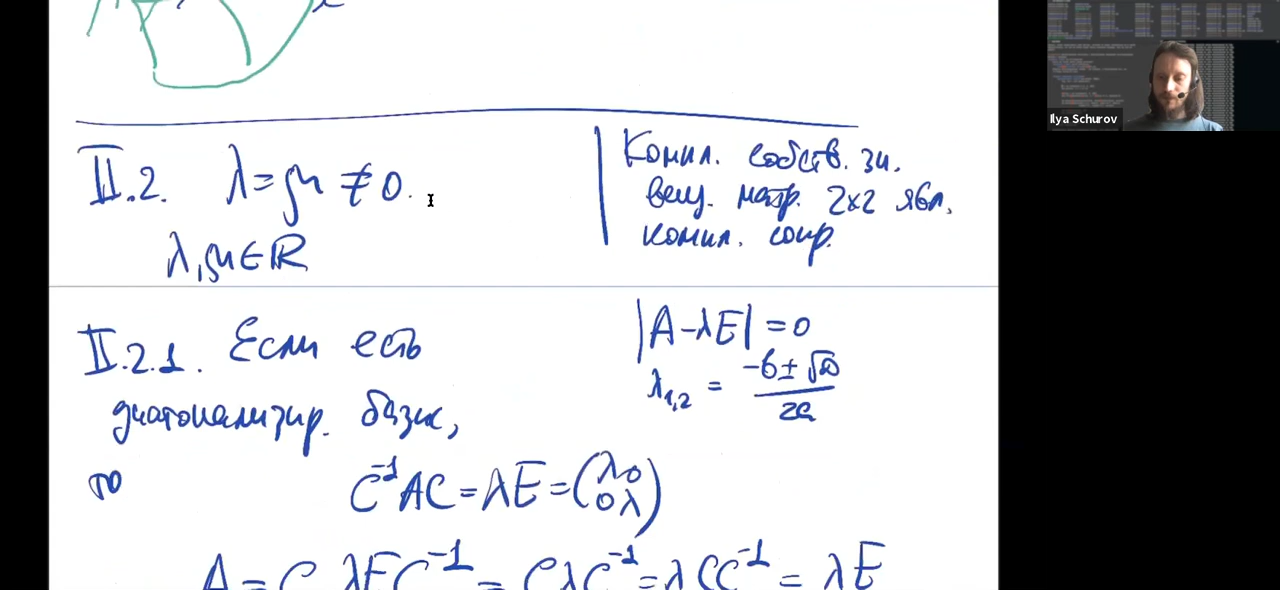 II.2. λ=μ≠0.
λ,μ∈ℝ
Компл. собств. зн.
вещ. матр. 2×2 явл.
компл. сопр.
II.2.1. Если есть
диагонализир. базис,
то
|A-λE|=0
λ₁,₂ = (-b±√D)/2a
C⁻¹AC=λE=(λ 0 0 λ)
A = C λE C⁻¹ = CλC⁻¹ = λCC⁻¹ = λE
Ilya Schurov